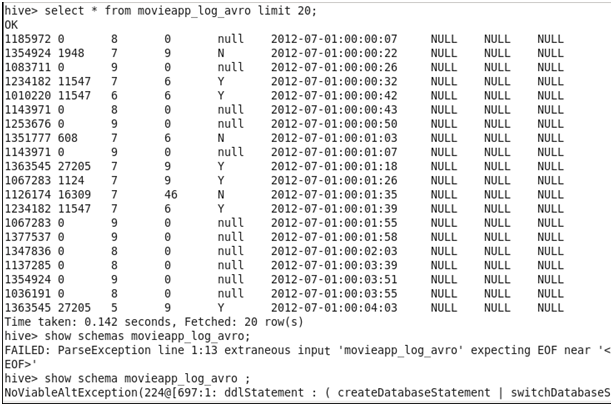 hive> select * from movieapp_log_avro limit 20;
OK
1185972 0 8 0 null 2012-07-01:00:00:07 NULL NULL NULL
1354924 1948 7 9 N 2012-07-01:00:00:22 NULL NULL NULL
1083711 0 9 0 null 2012-07-01:00:00:26 NULL NULL NULL
1234182 11547 7 6 Y 2012-07-01:00:00:32 NULL NULL NULL
1010220 11547 6 6 Y 2012-07-01:00:00:42 NULL NULL NULL
1143971 0 8 0 null 2012-07-01:00:00:43 NULL NULL NULL
1253676 0 9 0 null 2012-07-01:00:00:50 NULL NULL NULL
1351777 608 7 6 N 2012-07-01:00:01:03 NULL NULL NULL
1143971 0 9 0 null 2012-07-01:00:01:07 NULL NULL NULL
1363545 27205 7 9 Y 2012-07-01:00:01:18 NULL NULL NULL
1067283 1124 7 9 Y 2012-07-01:00:01:26 NULL NULL NULL
1126174 16309 7 46 N 2012-07-01:00:01:35 NULL NULL NULL
1234182 11547 7 6 Y 2012-07-01:00:01:39 NULL NULL NULL
1067283 0 9 0 null 2012-07-01:00:01:55 NULL NULL NULL
1377537 0 9 0 null 2012-07-01:00:01:58 NULL NULL NULL
1347836 0 8 0 null 2012-07-01:00:02:03 NULL NULL NULL
1137285 0 8 0 null 2012-07-01:00:03:39 NULL NULL NULL
1354924 0 9 0 null 2012-07-01:00:03:51 NULL NULL NULL
1036191 0 8 0 null 2012-07-01:00:03:55 NULL NULL NULL
1363545 27205 5 9 Y 2012-07-01:00:04:03 NULL NULL NULL
Time taken: 0.142 seconds, Fetched: 20 row(s)
hive> show schemas movieapp_log_avro;
FAILED: ParseException line 1:13 extraneous input 'movieapp_log_avro' expecting EOF near '<
EOF>'
hive> show schema movieapp_log_avro ;
NoViableAltException(224@[697:1: ddlStatement : ( createDatabaseStatement | switchDatabaseS